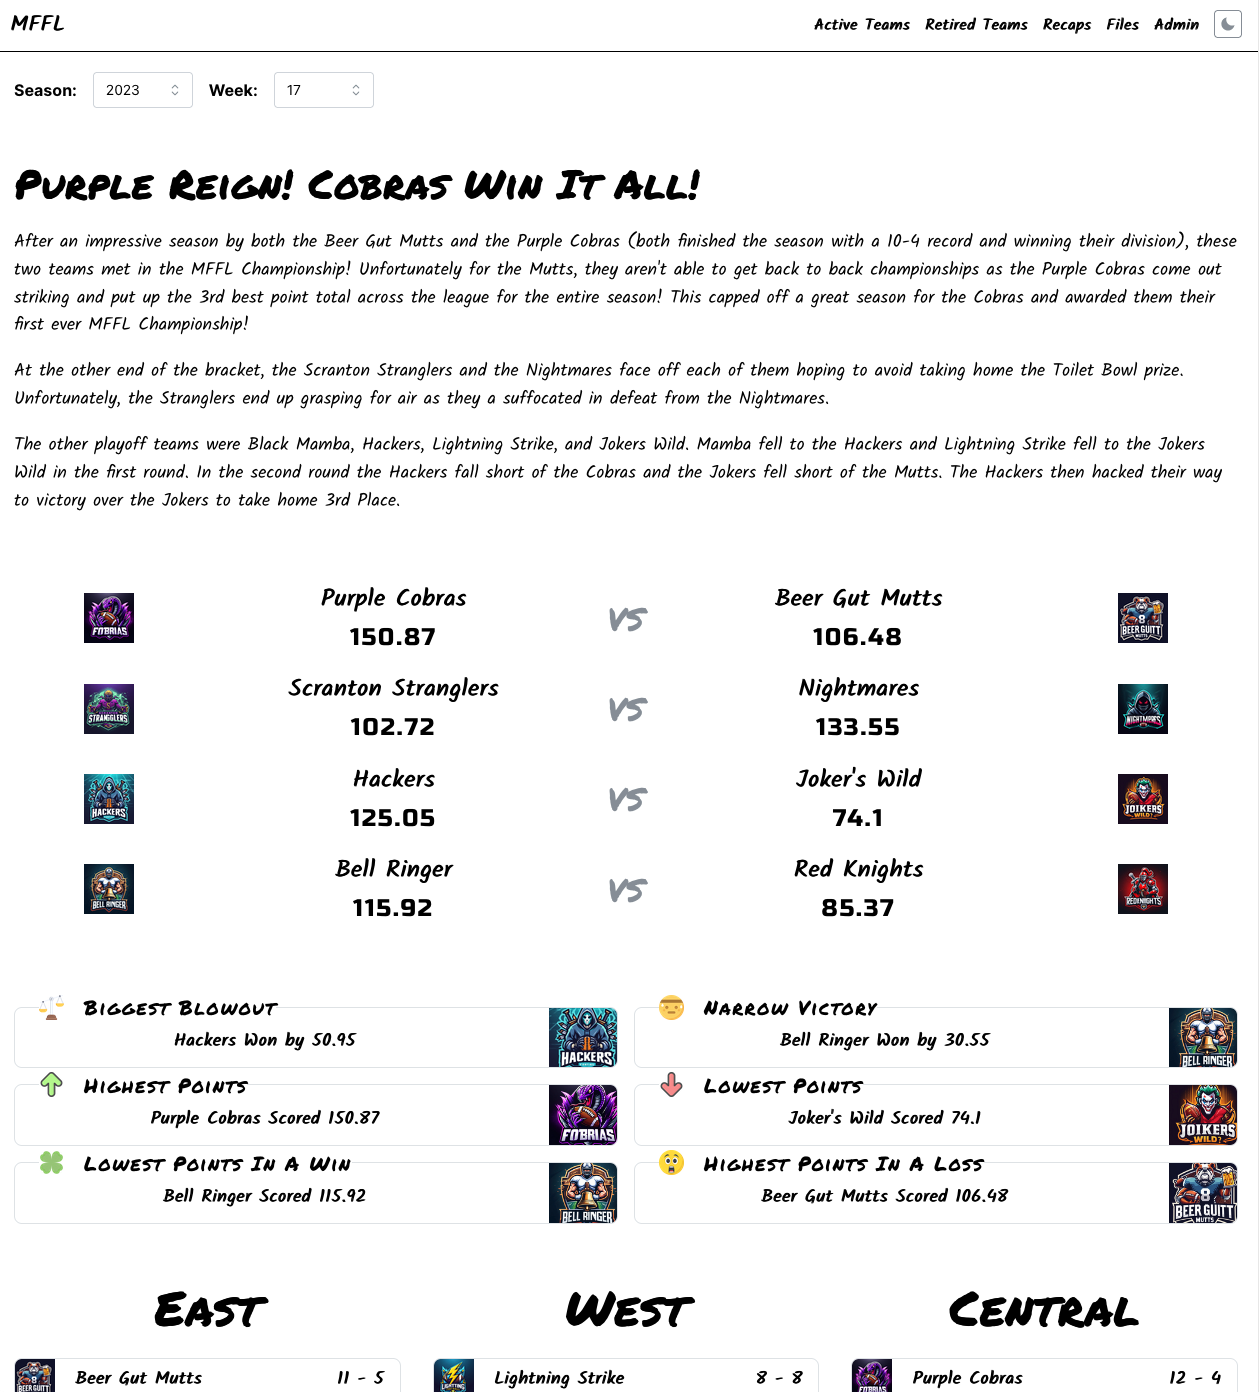 MFFL
Active Teams Retired Teams Recaps Files Admin
Season: 2023 Week: 17
Purple Reign! Cobras Win It All!
After an impressive season by both the Beer Gut Mutts and the Purple Cobras (both finished the season with a 10-4 record and winning their division), these
two teams met in the MFFL Championship! Unfortunately for the Mutts, they aren't able to get back to back championships as the Purple Cobras come out
striking and put up the 3rd best point total across the league for the entire season! This capped off a great season for the Cobras and awarded them their
first ever MFFL Championship!
At the other end of the bracket, the Scranton Stranglers and the Nightmares face off each of them hoping to avoid taking home the Toilet Bowl prize.
Unfortunately, the Stranglers end up grasping for air as they a suffocated in defeat from the Nightmares.
The other playoff teams were Black Mamba, Hackers, Lightning Strike, and Jokers Wild. Mamba fell to the Hackers and Lightning Strike fell to the Jokers
Wild in the first round. In the second round the Hackers fall short of the Cobras and the Jokers fell short of the Mutts. The Hackers then hacked their way
to victory over the Jokers to take home 3rd Place.
FOBRIAS
Purple Cobras
150.87
VS
Beer Gut Mutts
106.48
8
BEER GUITT
MUTTS
STRANGGLERS
Scranton Stranglers
102.72
VS
Nightmares
133.55
HACKERS
Hackers
125.05
VS
Joker's Wild
74.1
JOIKERS
WILD?
BELL RINGER
Bell Ringer
115.92
VS
Red Knights
85.37
Biggest Blowout
Hackers Won by 50.95
HACKERS
Narrow Victory
Bell Ringer Won by 30.55
BELL RINGER
Highest Points
Purple Cobras Scored 150.87
FOBRIAS
Lowest Points
Joker's Wild Scored 74.1
JOIKERS
WILD?
Lowest Points In A Win
Bell Ringer Scored 115.92
BELL RINGER
Highest Points In A Loss
Beer Gut Mutts Scored 106.48
8
BEER GUITT
MUTTS
East
West
Central
Beer Gut Mutts 11 - 5
Lightning Strike 8 - 8
Purple Cobras 12 - 4